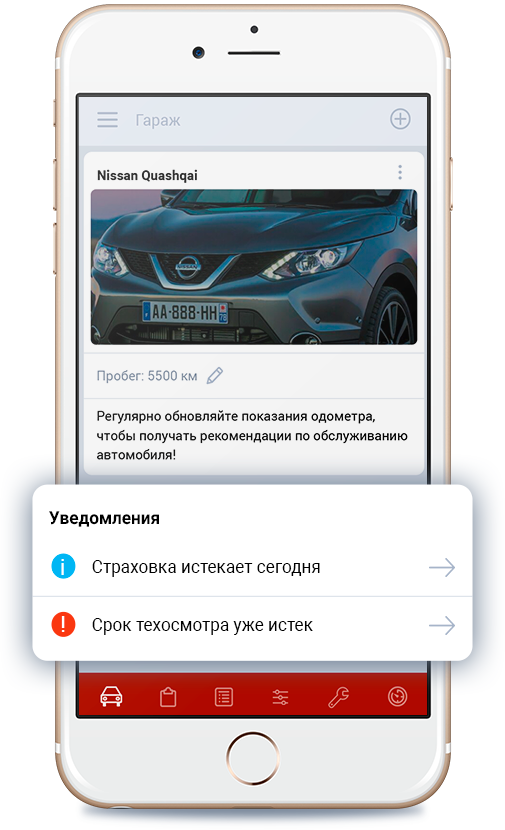 Гараж
Nissan Quashqai
NISSAN
AA-888-HH
Пробег: 5500 км
Регулярно обновляйте показания одометра,
чтобы получать рекомендации по обслуживанию
автомобиля!
Уведомления
Страховка истекает сегодня
Срок техосмотра уже истек